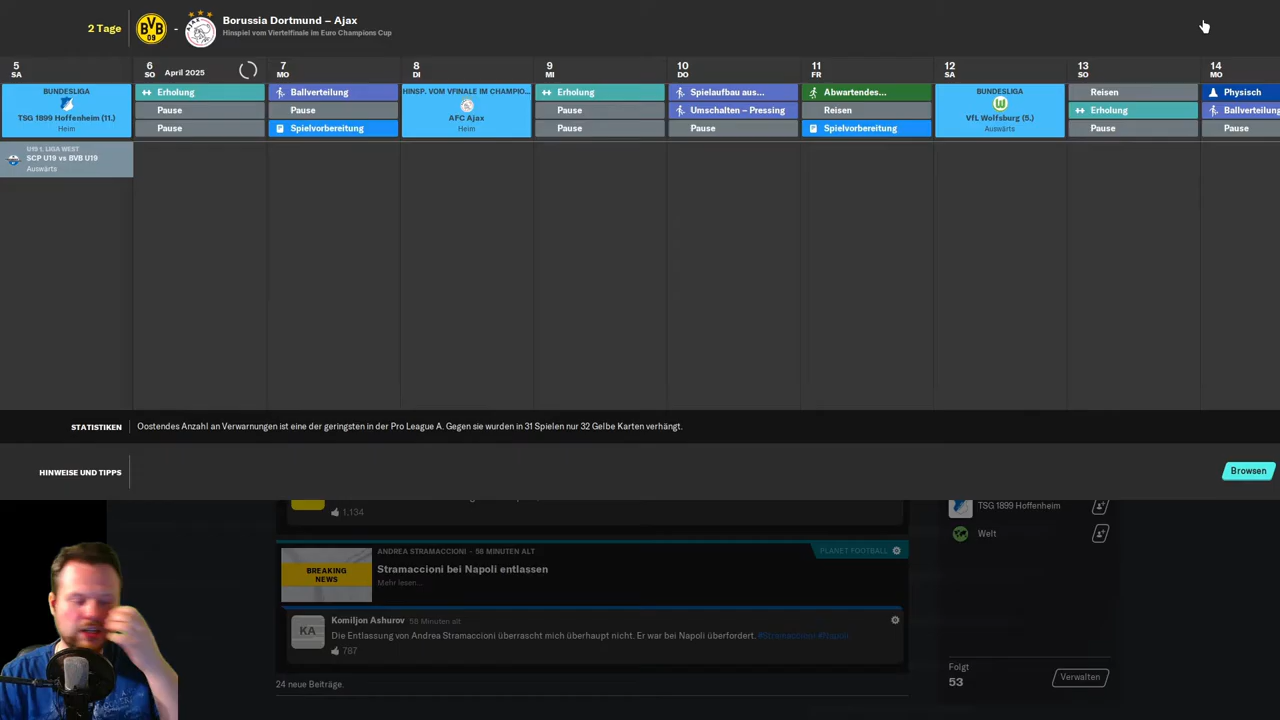 2 Tage
BVB 09
-
AJAX
Borussia Dortmund – Ajax
Hinspiel vom Viertelfinale im Euro Champions Cup
5 SA
6 SO April 2025
7 MO
8 DI
9 MI
10 DO
11 FR
12 SA
13 SO
14 MO
BUNDESLIGA
TSG 1899 Hoffenheim (11.)
Heim
Erholung
Pause
Pause
Ballverteilung
Pause
Spielvorbereitung
HINSP. VOM VFINALE IM CHAMPIO...
AFC Ajax
Heim
Erholung
Pause
Pause
Spielaufbau aus...
Umschalten – Pressing
Pause
Abwartendes...
Reisen
Spielvorbereitung
BUNDESLIGA
VfL Wolfsburg (5.)
Auswärts
Reisen
Erholung
Pause
Physisch
Ballverteilung
Pause
U19 1. LIGA WEST
SCP U19 vs BVB U19
Auswärts
STATISTIKEN
Oostendes Anzahl an Verwarnungen ist eine der geringsten in der Pro League A. Gegen sie wurden in 31 Spielen nur 32 Gelbe Karten verhängt.
HINWEISE UND TIPPS
Browsen
1,134
TSG 1899 Hoffenheim
Welt
ANDREA STRAMACCIONI - 58 MINUTEN ALT
PLANET FOOTBALL
BREAKING NEWS
Stramaccioni bei Napoli entlassen
Mehr lesen...
KA
Komiljon Ashurov 58 Minuten alt
Die Entlassung von Andrea Stramaccioni überrascht mich überhaupt nicht. Er war bei Napoli überfordert. #Stramaccioni #Napoli
787
24 neue Beiträge.
Folgt
53
Verwalten